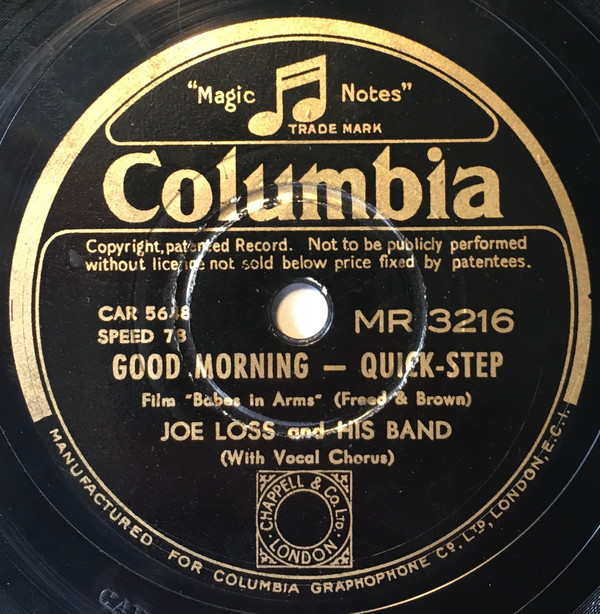 "Magic Notes"
TRADE MARK
Columbia
Copyright, patented Record. Not to be publicly performed
without licence not sold below price fixed by patentees.
SPEED 78
MR 3216
GOOD MORNING — QUICK-STEP
Film "Babes in Arms" (Freed & Brown)
JOE LOSS and HIS BAND
(With Vocal Chorus)
CHAPPELL & CO. LTD.
LONDON
MANUFACTURED FOR COLUMBIA GRAPHOPHONE CO., LTD., LONDON, E.C.1.